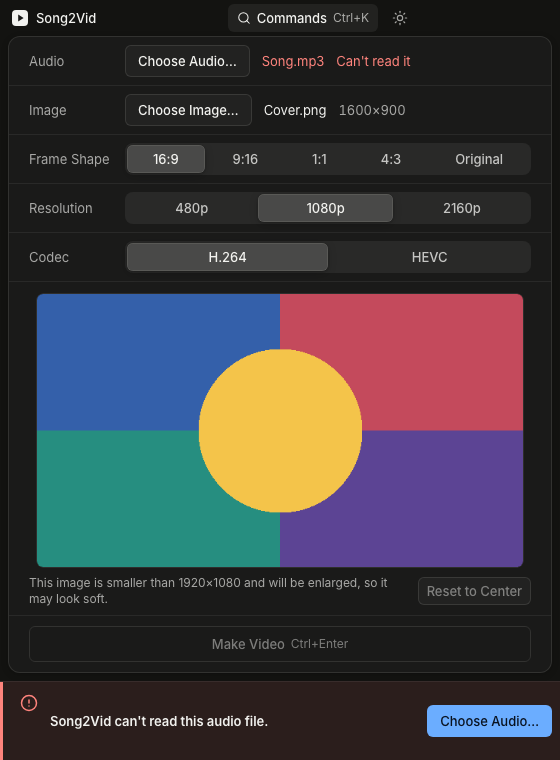 Song2Vid
Commands Ctrl+K
Audio
Choose Audio...
Song.mp3 Can't read it
Image
Choose Image...
Cover.png 1600×900
Frame Shape
16:9 9:16 1:1 4:3 Original
Resolution
480p 1080p 2160p
Codec
H.264 HEVC
This image is smaller than 1920×1080 and will be enlarged, so it
may look soft.
Reset to Center
Make Video Ctrl+Enter
Song2Vid can't read this audio file.
Choose Audio...